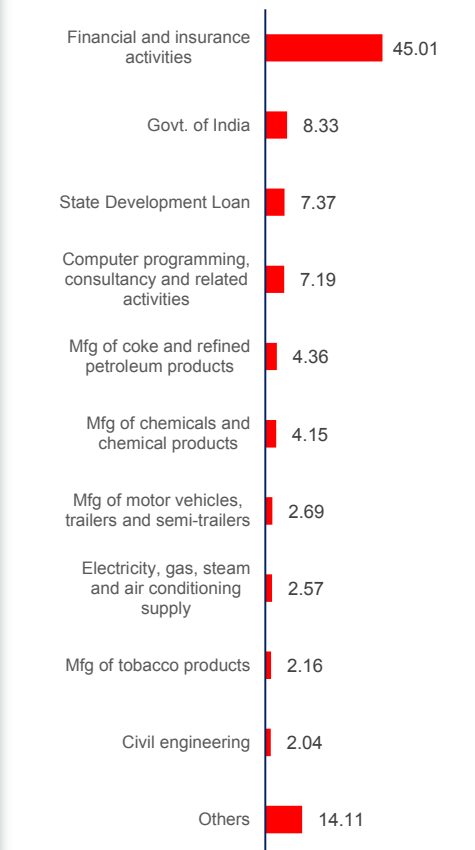 Financial and insurance
activities
45.01
Govt. of India
8.33
State Development Loan
7.37
Computer programming,
consultancy and related
activities
7.19
Mfg of coke and refined
petroleum products
4.36
Mfg of chemicals and
chemical products
4.15
Mfg of motor vehicles,
trailers and semi-trailers
2.69
Electricity, gas, steam
and air conditioning
supply
2.57
Mfg of tobacco products
2.16
Civil engineering
2.04
Others
14.11